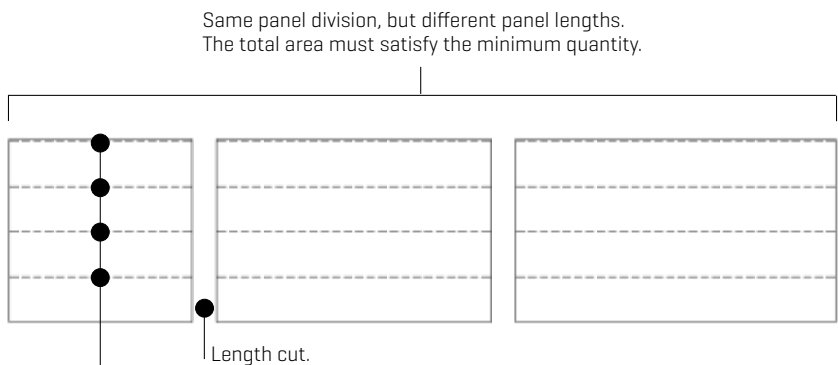 Same panel division, but different panel lengths.
The total area must satisfy the minimum quantity.
Length cut.